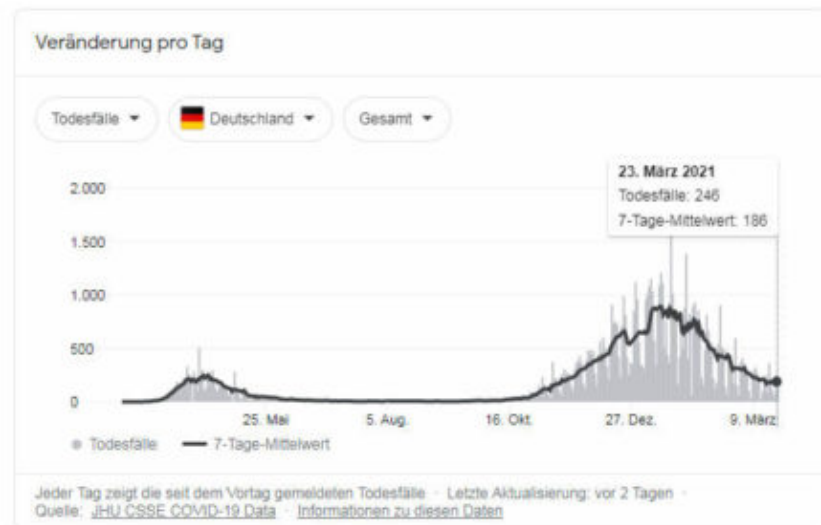 Veränderung pro Tag
Todesfälle
Deutschland
Gesamt
23. März 2021
Todesfälle: 246
7-Tage-Mittelwert: 186
2.000
1.500
1.000
500
0
25. Mai
5. Aug.
16. Okt.
27. Dez.
9. März
Todesfälle
7-Tage-Mittelwert
Jeder Tag zeigt die seit dem Vortag gemeldeten Todesfälle · Letzte Aktualisierung: vor 2 Tagen ·
Quelle: JHU CSSE COVID-19 Data · Informationen zu diesen Daten